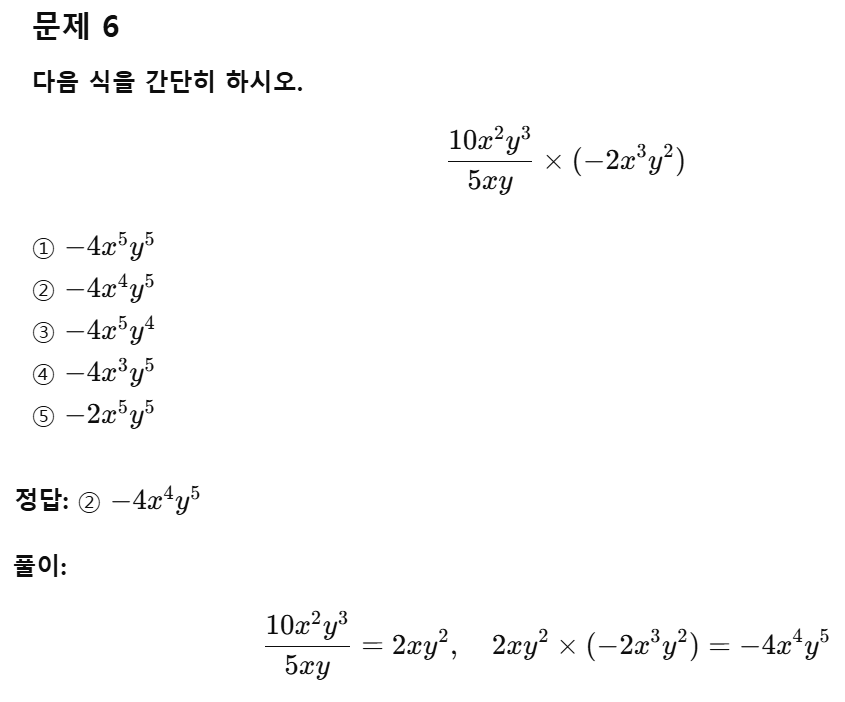 문제 6
다음 식을 간단히 하시오.
\frac{10x^2y^3}{5xy} \times (-2x^3y^2)
① -4x^5y^5
② -4x^4y^5
③ -4x^5y^4
④ -4x^3y^5
⑤ -2x^5y^5
정답: ② -4x^4y^5
풀이:
\frac{10x^2y^3}{5xy} = 2xy^2, \quad 2xy^2 \times (-2x^3y^2) = -4x^4y^5